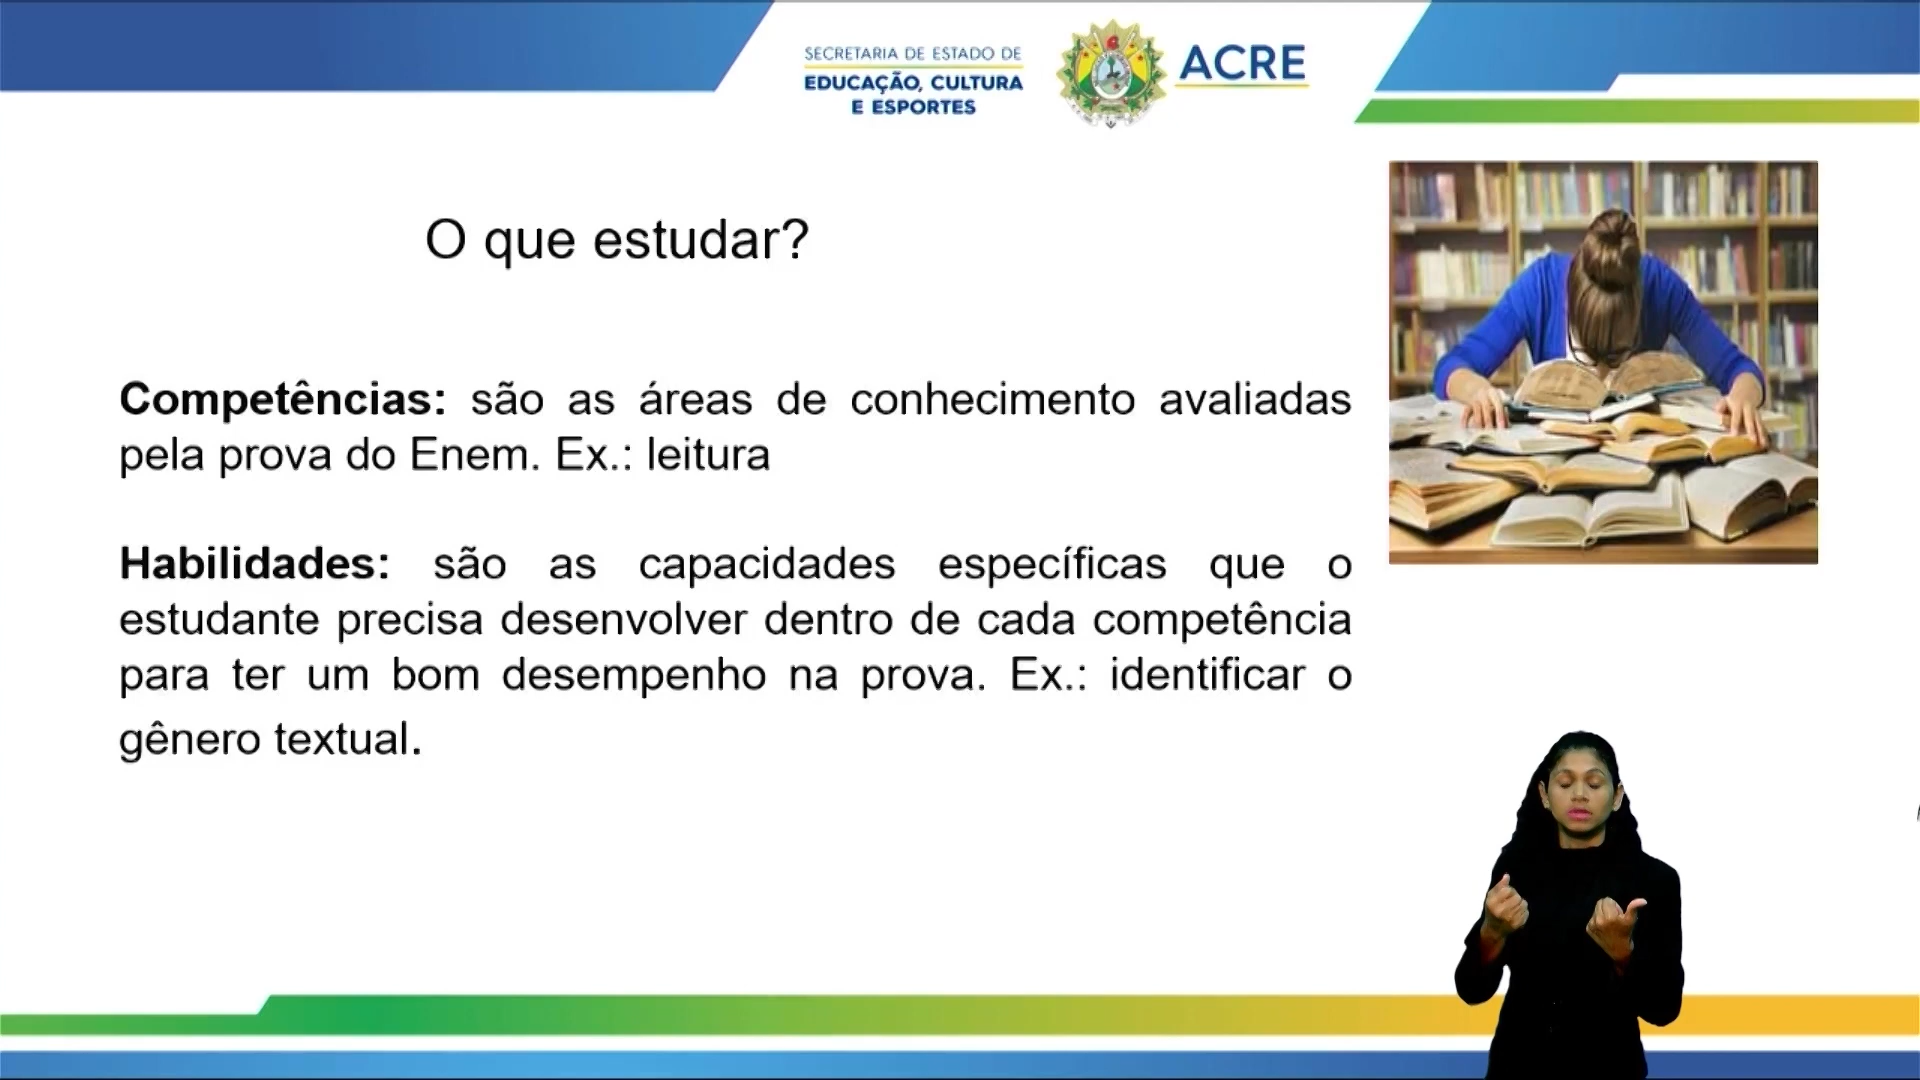 SECRETARIA DE ESTADO DE
EDUCAÇÃO, CULTURA
E ESPORTES
ACRE
O que estudar?
Competências: são as áreas de conhecimento avaliadas
pela prova do Enem. Ex.: leitura
Habilidades: são as capacidades específicas que o
estudante precisa desenvolver dentro de cada competência
para ter um bom desempenho na prova. Ex.: identificar o
gênero textual.